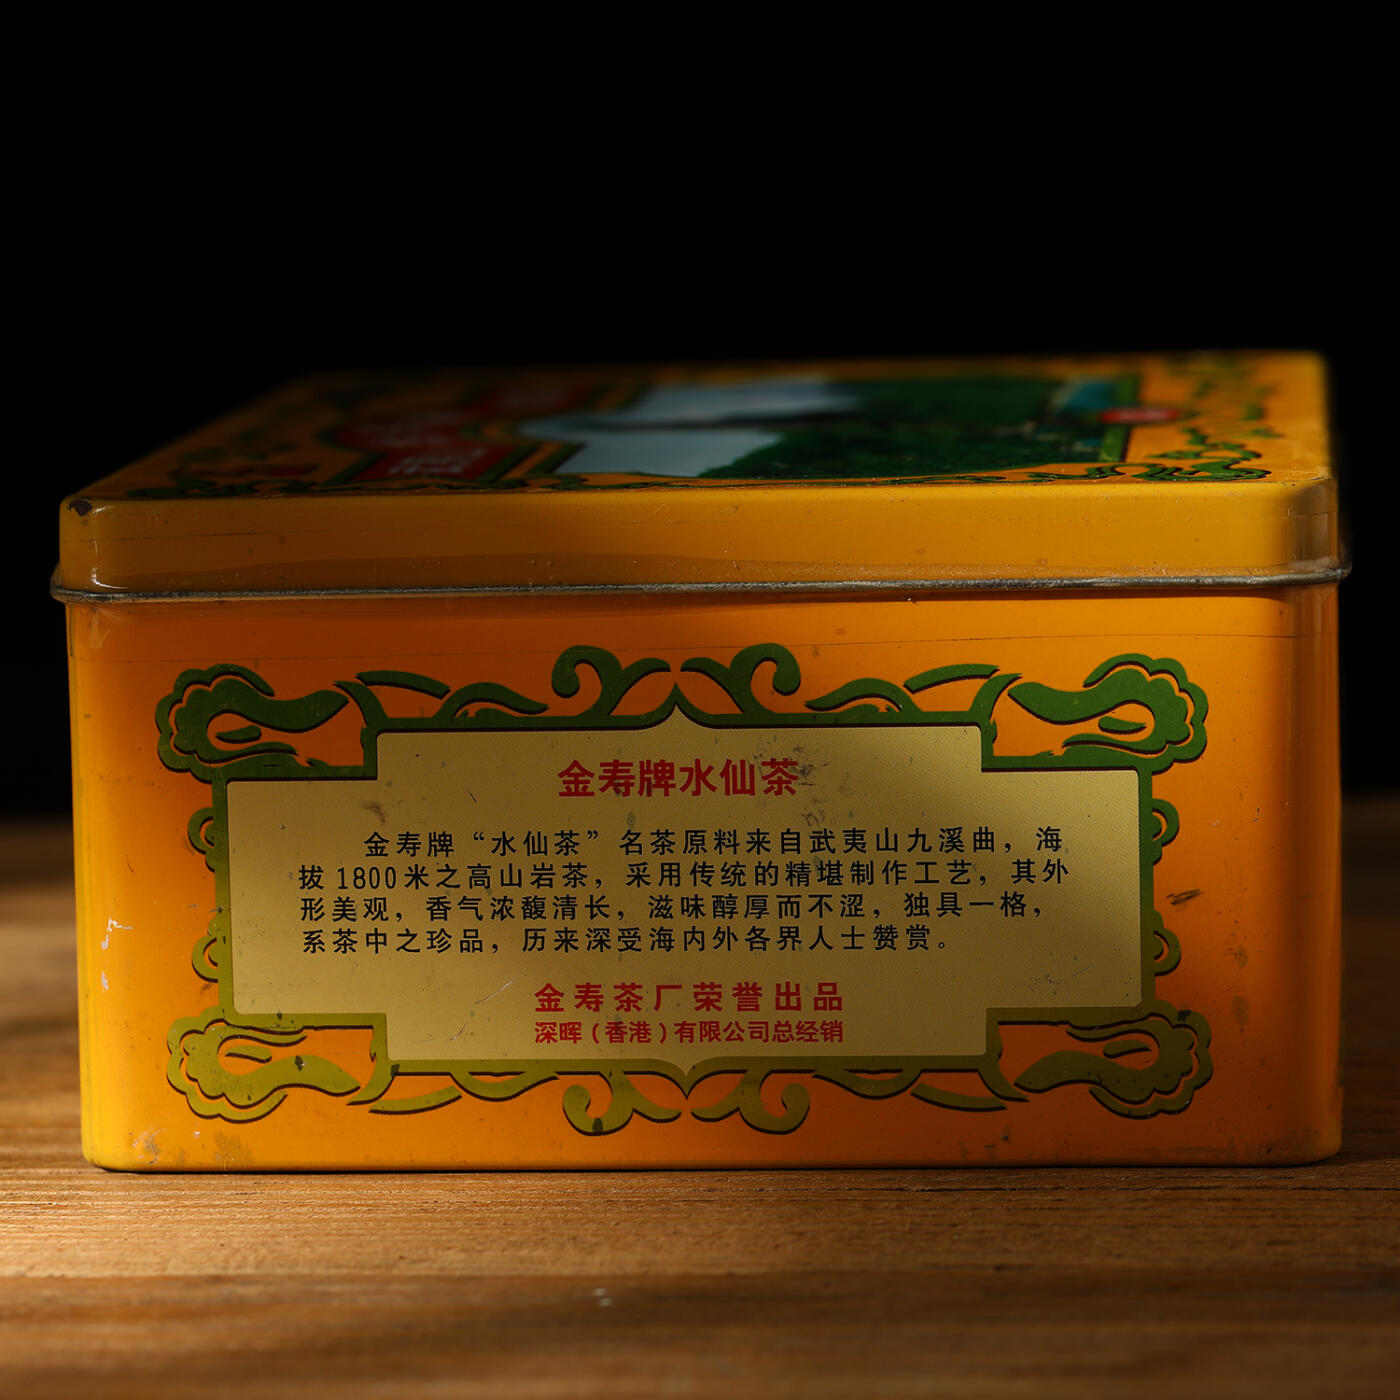 金寿牌水仙茶
金寿牌“水仙茶”名茶原料来自武夷山九溪曲，海
拔1800米之高山岩茶，采用传统的精堪制作工艺，其外
形美观，香气浓馥清长，滋味醇厚而不涩，独具一格，
系茶中之珍品，历来深受海内外各界人士赞赏。
金寿茶厂荣誉出品
深晖（香港）有限公司总经销